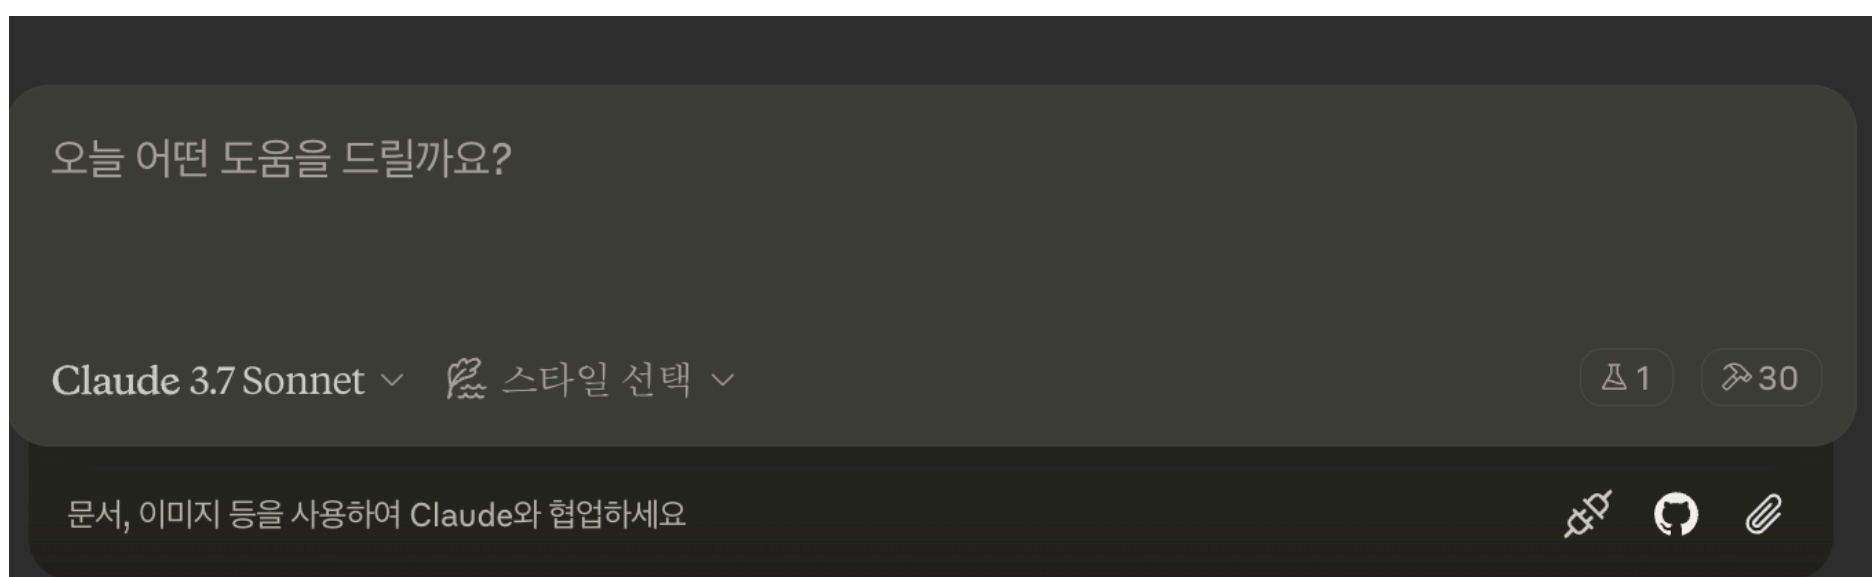 오늘 어떤 도움을 드릴까요?
Claude 3.7 Sonnet 스타일 선택 1 30
문서, 이미지 등을 사용하여 Claude와 협업하세요